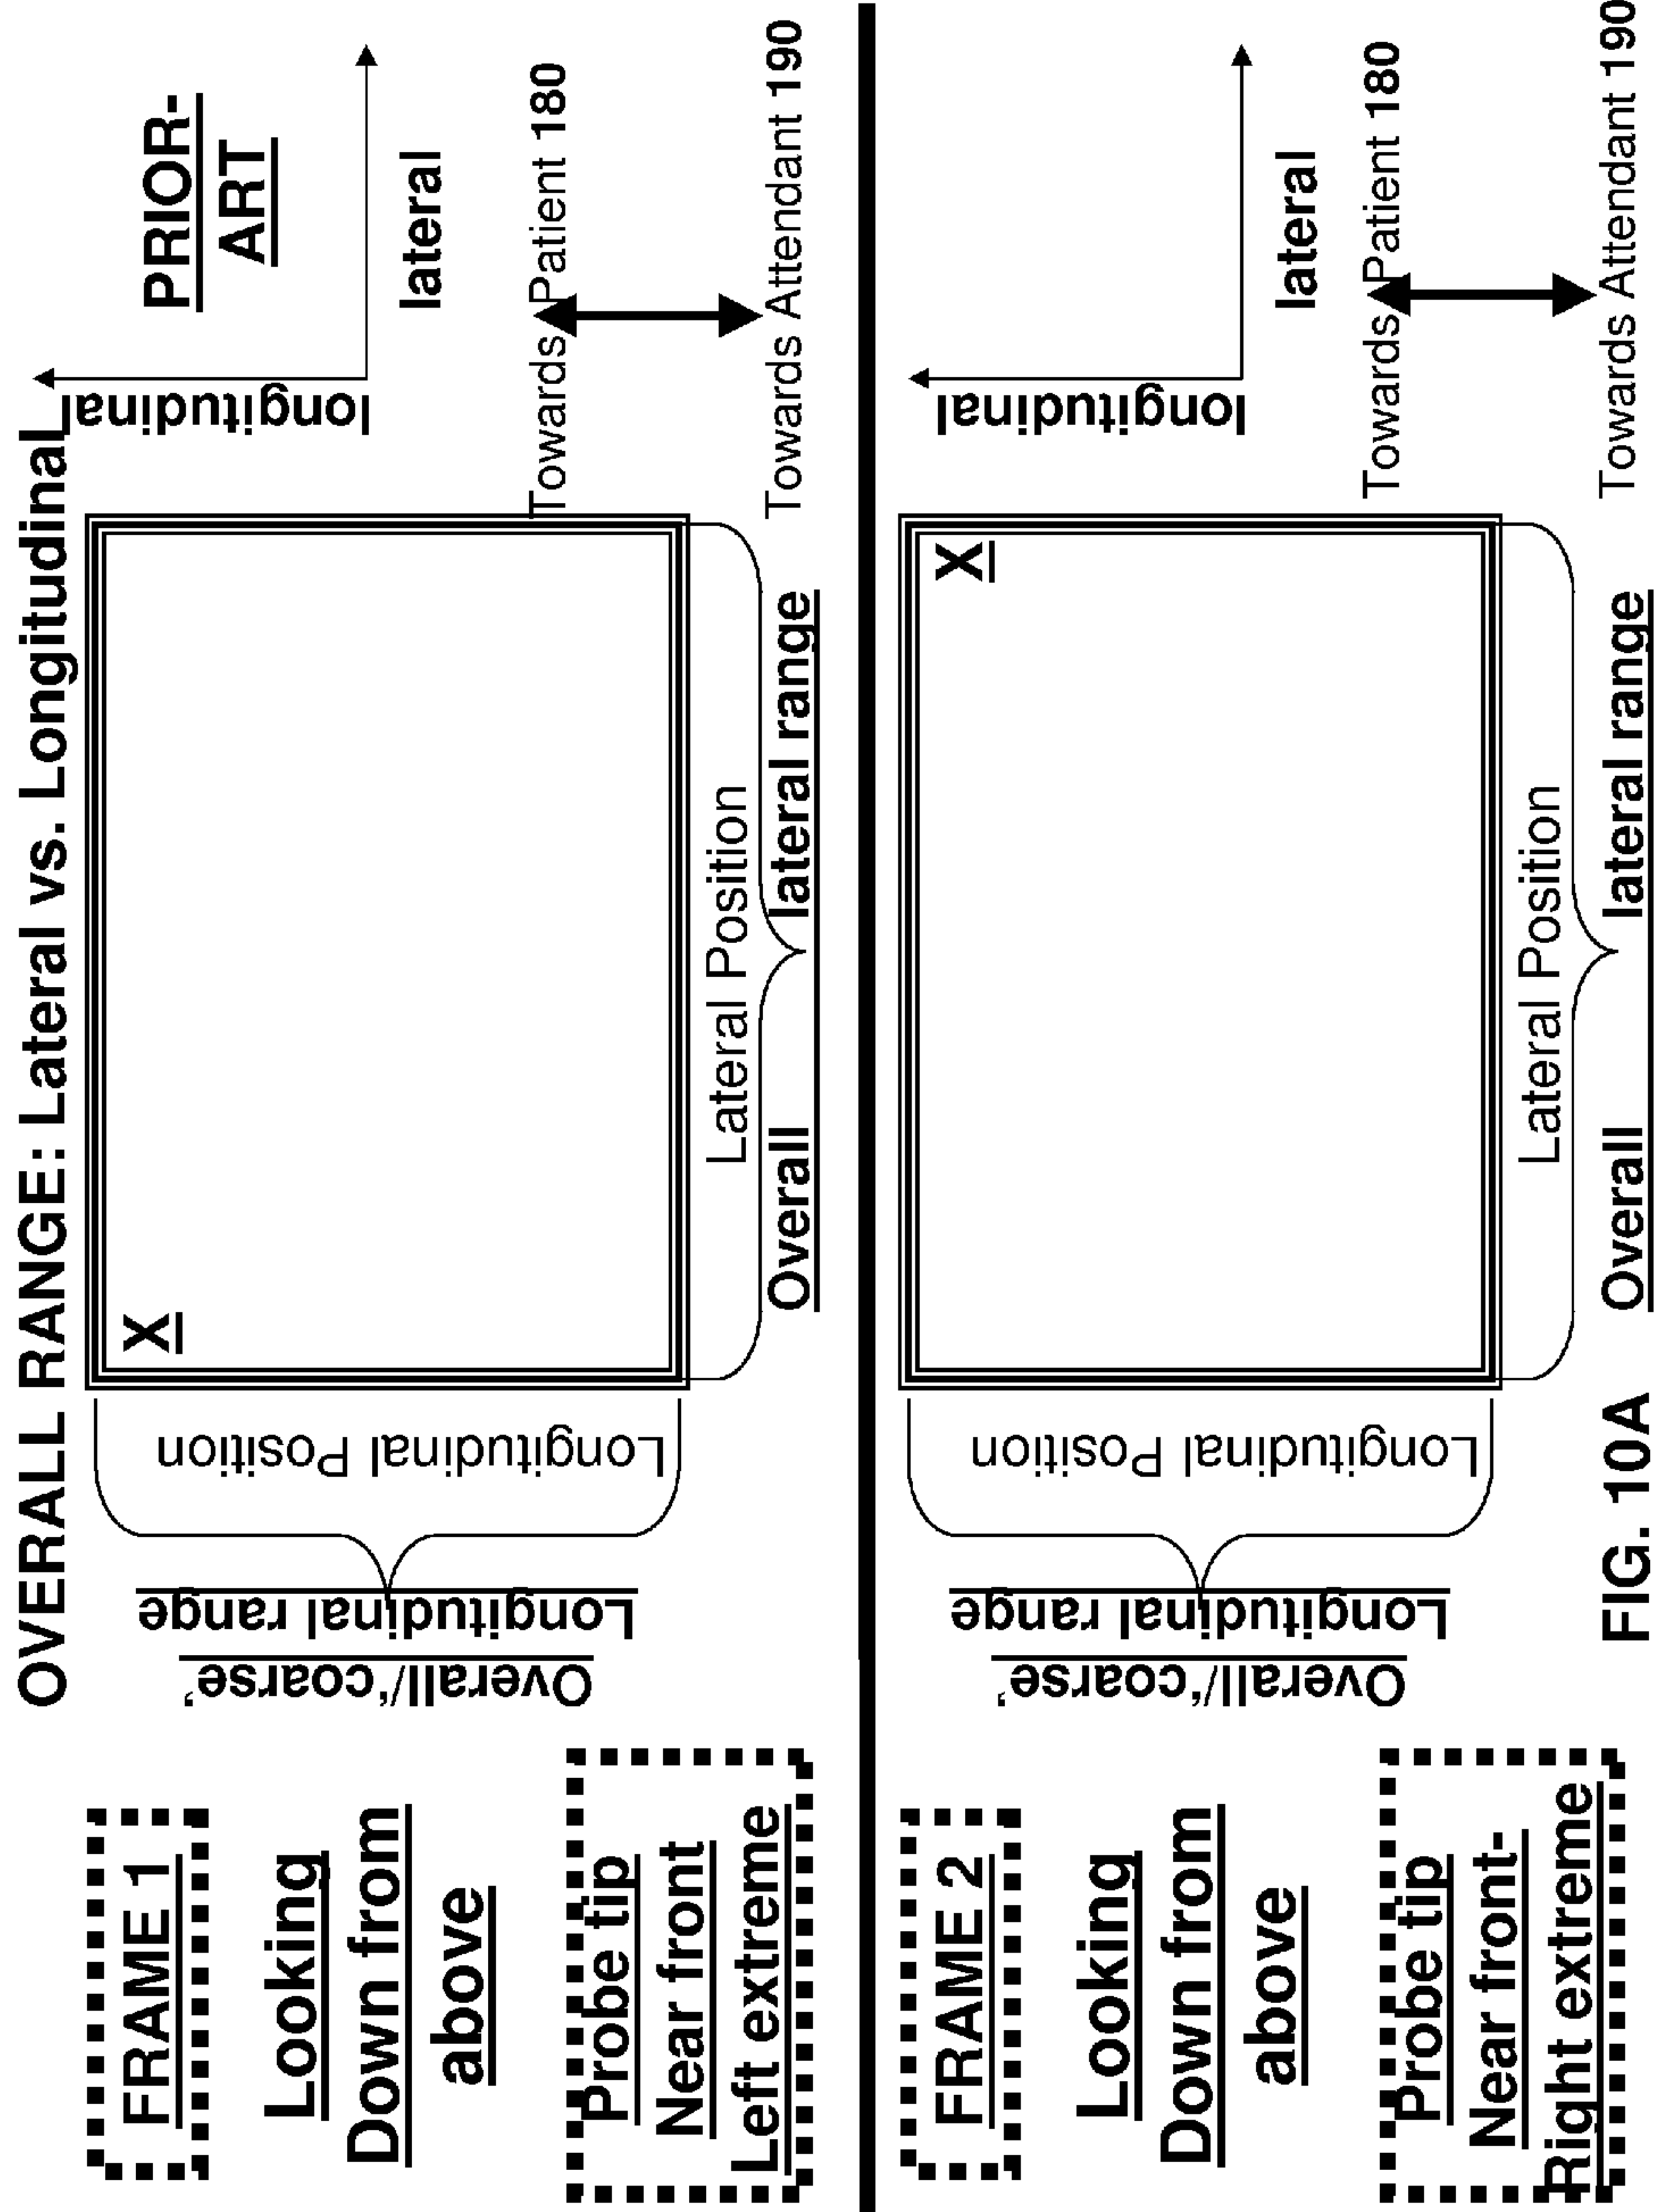 OVERALL RANGE: Lateral vs. Longitudinal
PRIOR-
ART
FRAME 1
Looking
Down from
above
Probe tip
Near front
Left extreme
Overall/‘coarse’
Longitudinal range
Longitudinal Position
X
Lateral Position
Overall lateral range
longitudinal
lateral
Towards Patient 180
Towards Attendant 190
FRAME 2
Looking
Down from
above
Probe tip
Near front-
Right extreme
Overall/‘coarse’
Longitudinal range
Longitudinal Position
X
Lateral Position
Overall lateral range
longitudinal
lateral
Towards Patient 180
Towards Attendant 190
FIG. 10A